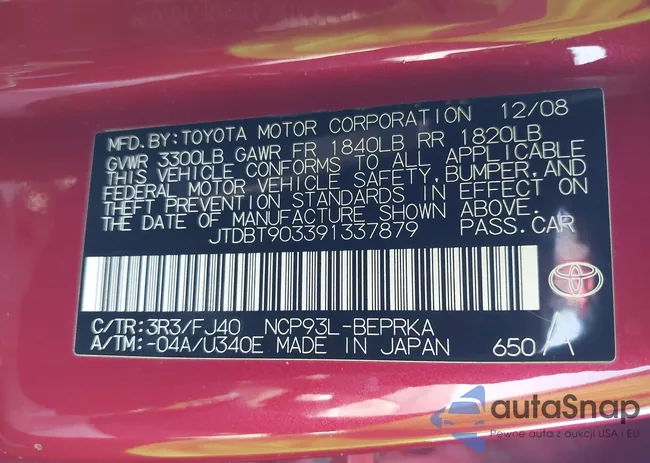 MFD. BY: TOYOTA MOTOR CORPORATION 12/08
GVWR 3300LB GAWR FR 1840LB RR 1820LB
THIS VEHICLE CONFORMS TO ALL APPLICABLE
FEDERAL MOTOR VEHICLE SAFETY, BUMPER, AND
THEFT PREVENTION STANDARDS IN EFFECT ON
THE DATE OF MANUFACTURE SHOWN ABOVE.
JTDBT903391337879 PASS. CAR
C/TR: 3R3/FJ40 NCP93L-BEPRKA
A/TM: -04A/U340E MADE IN JAPAN 650
autaSnap
Pewne auta z aukcji USA i EU